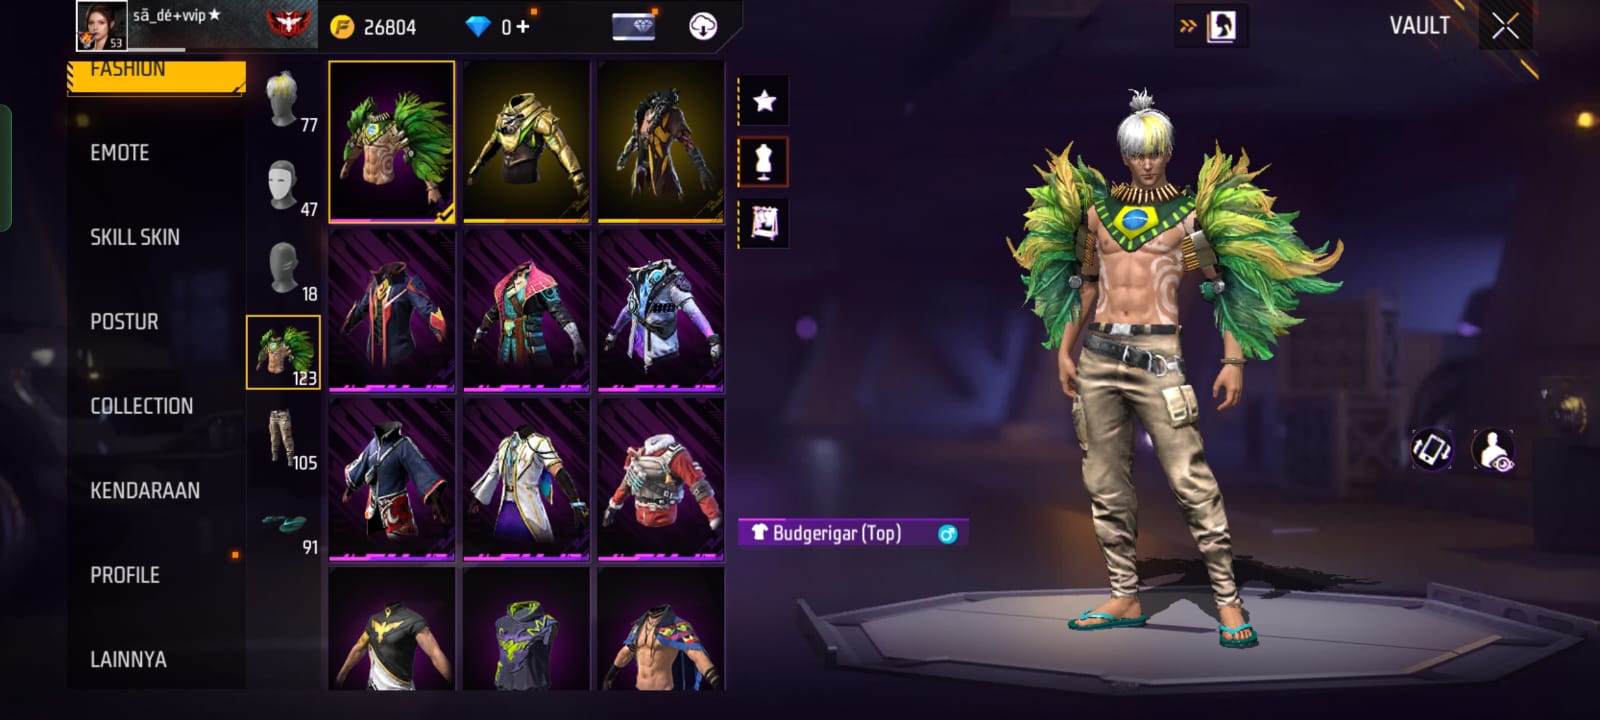 sā_dé+wip★
53
26804
0+
VAULT
FASHION
EMOTE
SKILL SKIN
POSTUR
COLLECTION
KENDARAAN
PROFILE
LAINNYA
77
47
18
123
105
91
Budgerigar (Top)